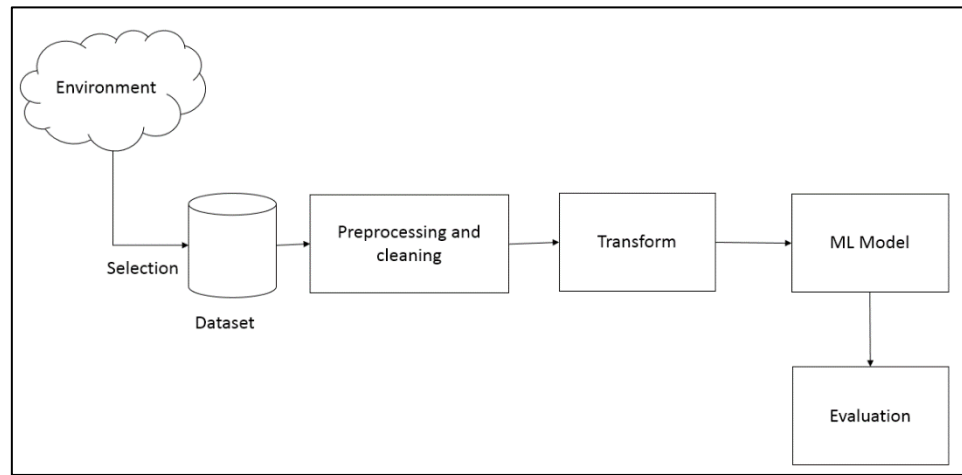 Environment
Selection
Dataset
Preprocessing and
cleaning
Transform
ML Model
Evaluation